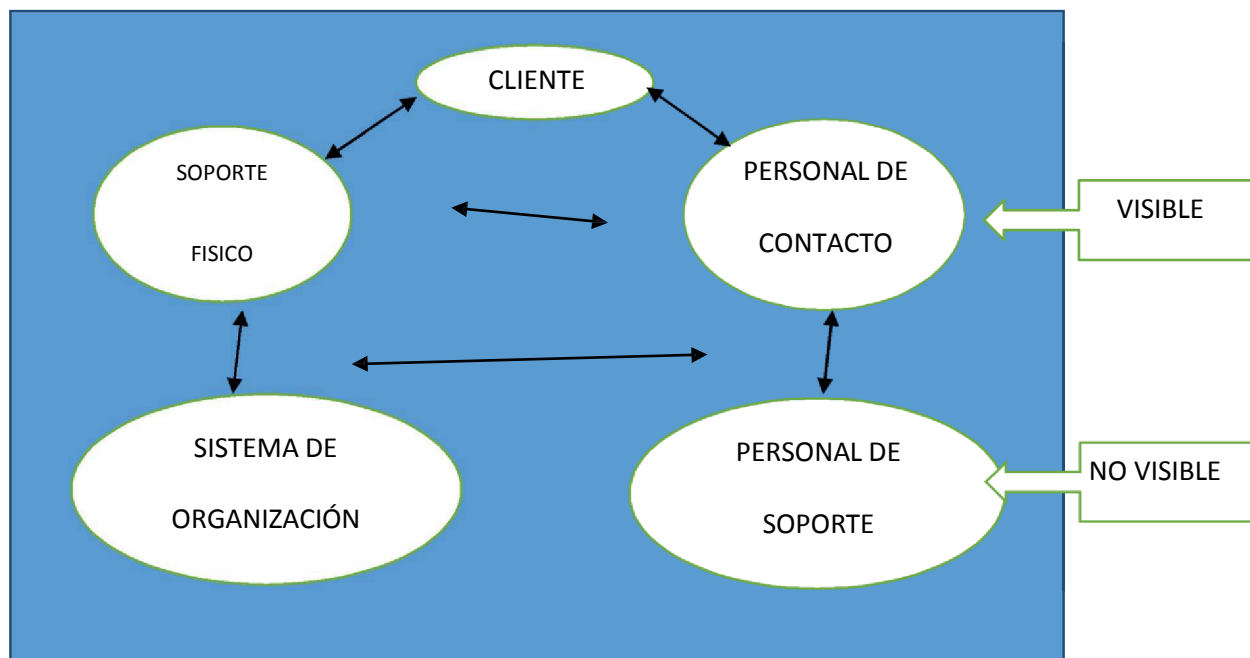 CLIENTE
SOPORTE
FISICO
PERSONAL DE
CONTACTO
VISIBLE
SISTEMA DE
ORGANIZACIÓN
PERSONAL DE
SOPORTE
NO VISIBLE